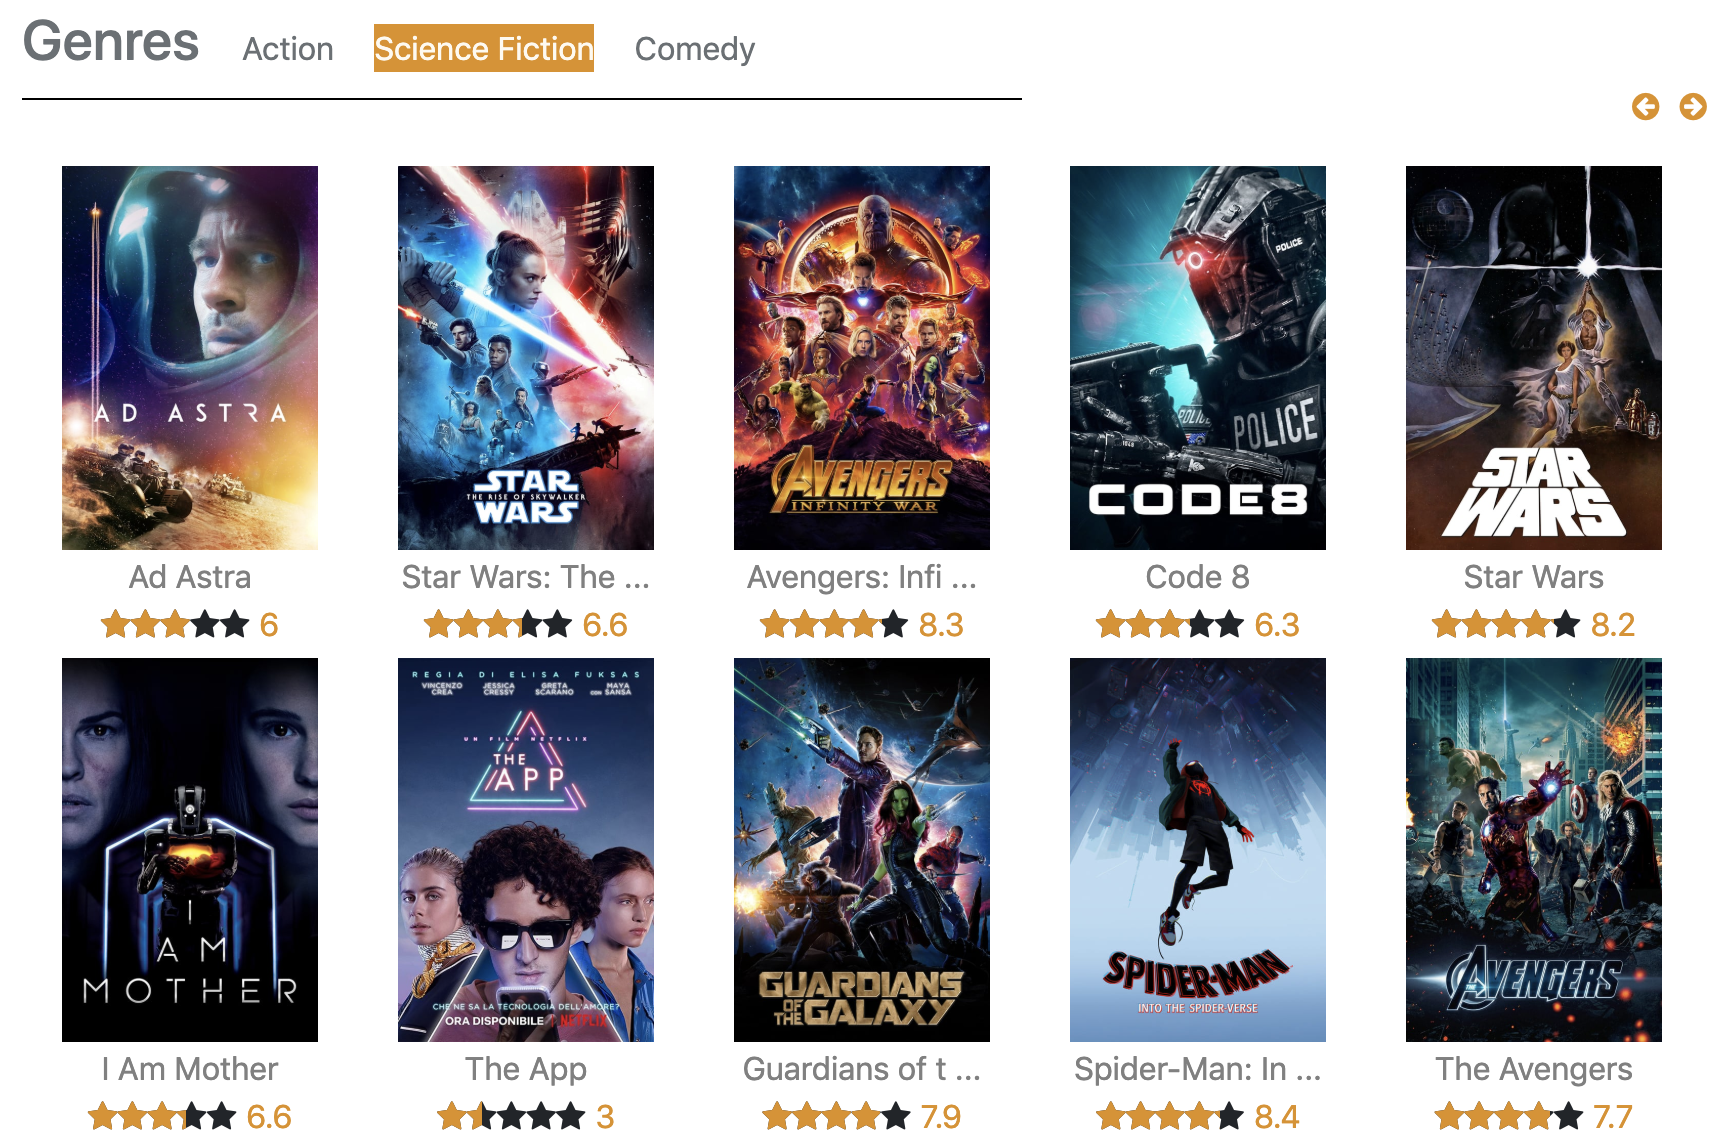 Genres Action Science Fiction Comedy
AD ASTRA
STAR
THE RISE OF SKYWALKER
WARS
AVENGERS
INFINITY WAR
POLICE
POLICE
POLICE
CODE8
STAR
WARS
Ad Astra
Star Wars: The ...
Avengers: Infi ...
Code 8
Star Wars
6
6.6
8.3
6.3
8.2
I
AM
MOTHER
REGIA DI ELISA FUKSAS
VINCENZO CREA JESSICA CRESSY GRETA SCARANO CON MAYA SANSA
UN FILM NETFLIX
THE
APP
CHE NE SA LA TECNOLOGIA DELL'AMORE?
ORA DISPONIBILE | NETFLIX
GUARDIANS
OF THE GALAXY
SPIDER-MAN
INTO THE SPIDER-VERSE
AVENGERS
I Am Mother
The App
Guardians of t ...
Spider-Man: In ...
The Avengers
6.6
3
7.9
8.4
7.7